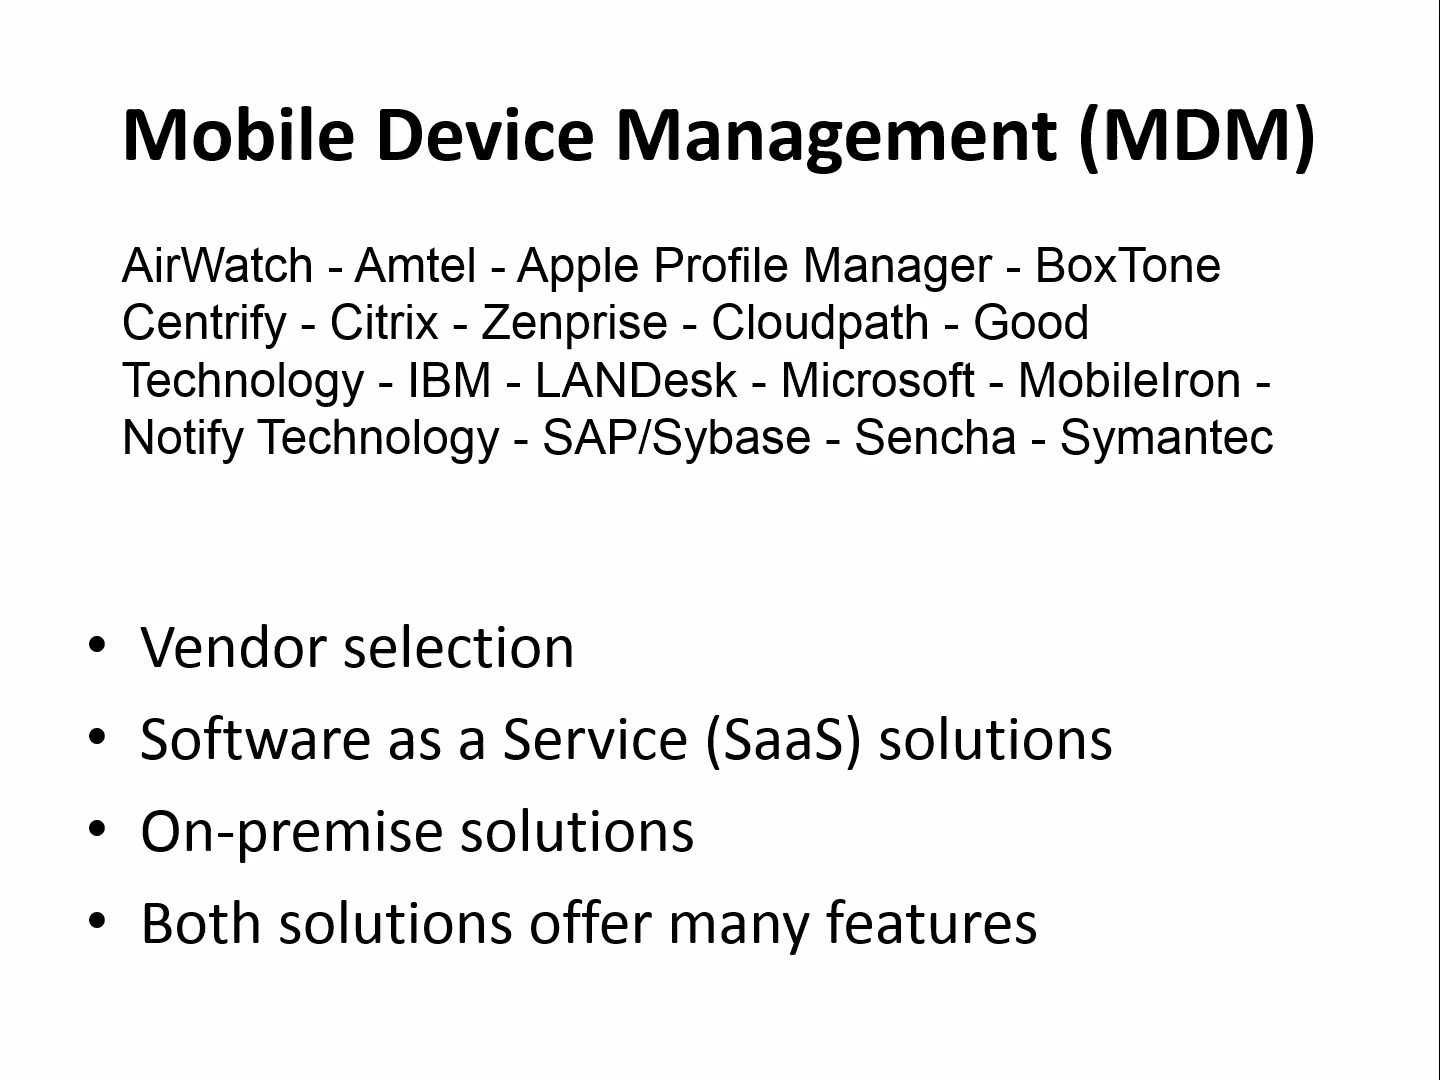 Mobile Device Management (MDM)
AirWatch - Amtel - Apple Profile Manager - BoxTone
Centrify - Citrix - Zenprise - Cloudpath - Good
Technology - IBM - LANDesk - Microsoft - MobileIron -
Notify Technology - SAP/Sybase - Sencha - Symantec
• Vendor selection
• Software as a Service (SaaS) solutions
• On-premise solutions
• Both solutions offer many features